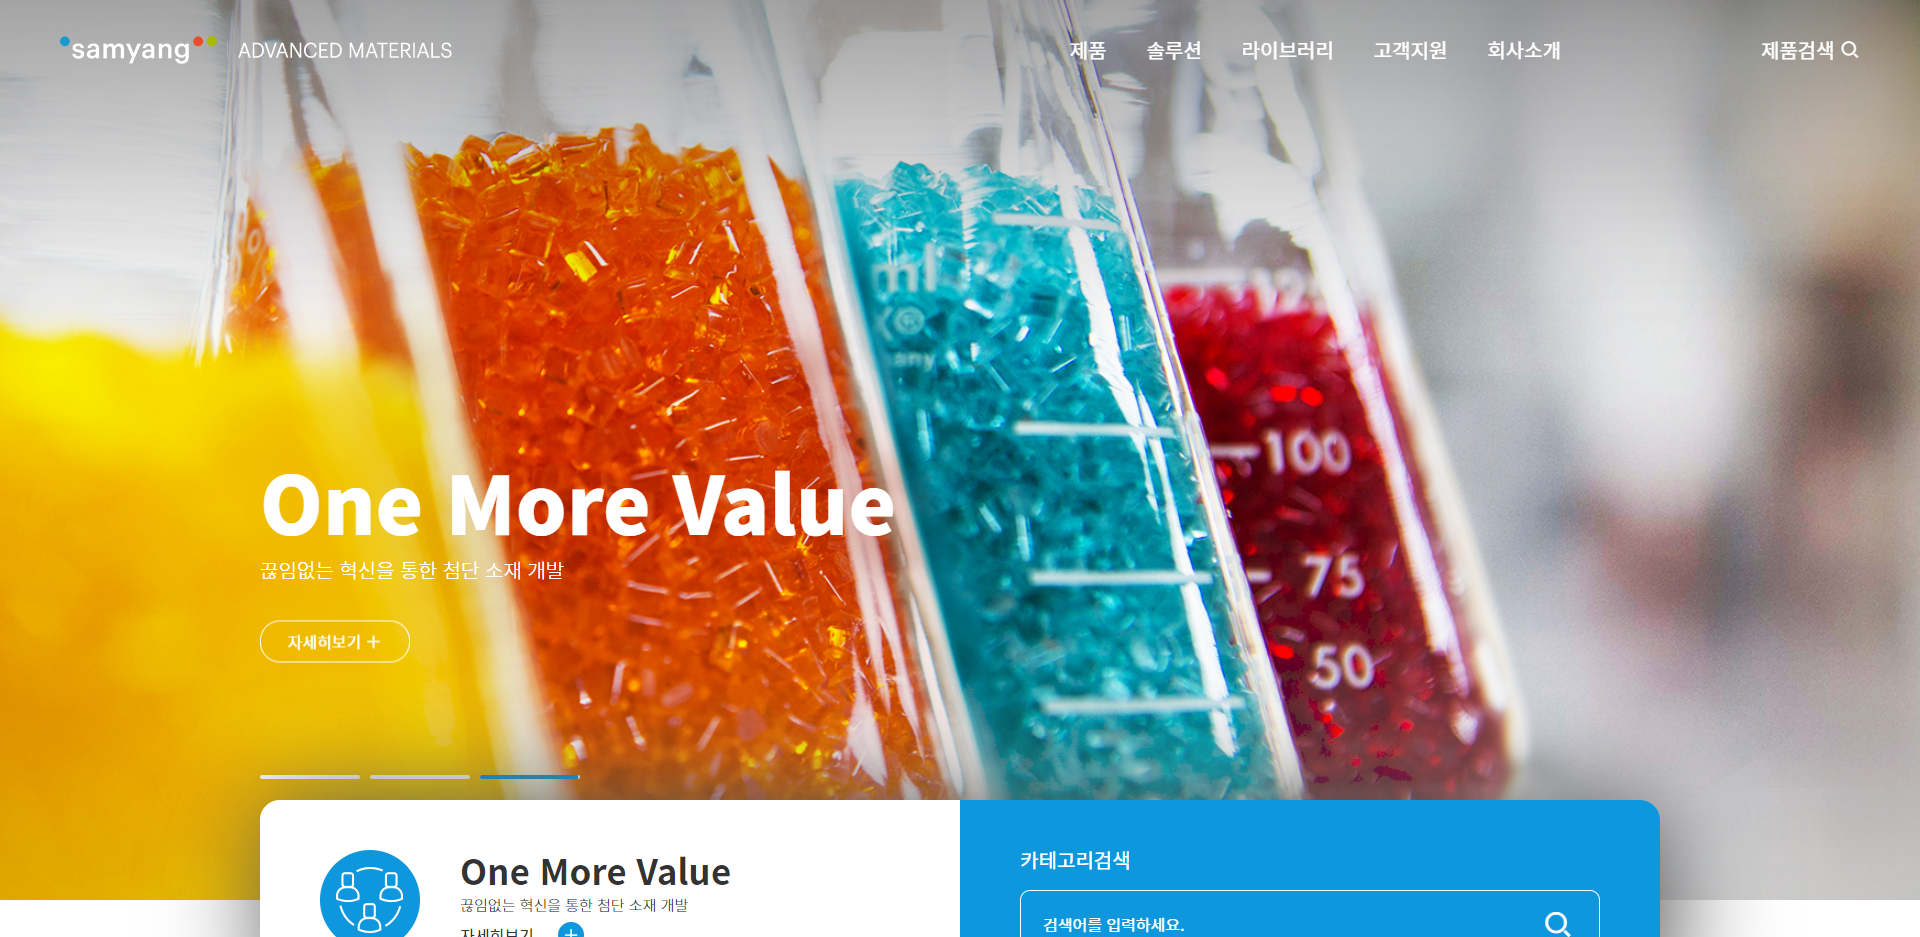 samyang ADVANCED MATERIALS
제품 솔루션 라이브러리 고객지원 회사소개 제품검색
ml
100
75
50
One More Value
끊임없는 혁신을 통한 첨단 소재 개발
자세히보기 +
One More Value
끊임없는 혁신을 통한 첨단 소재 개발
자세히보기 +
카테고리검색
검색어를 입력하세요.